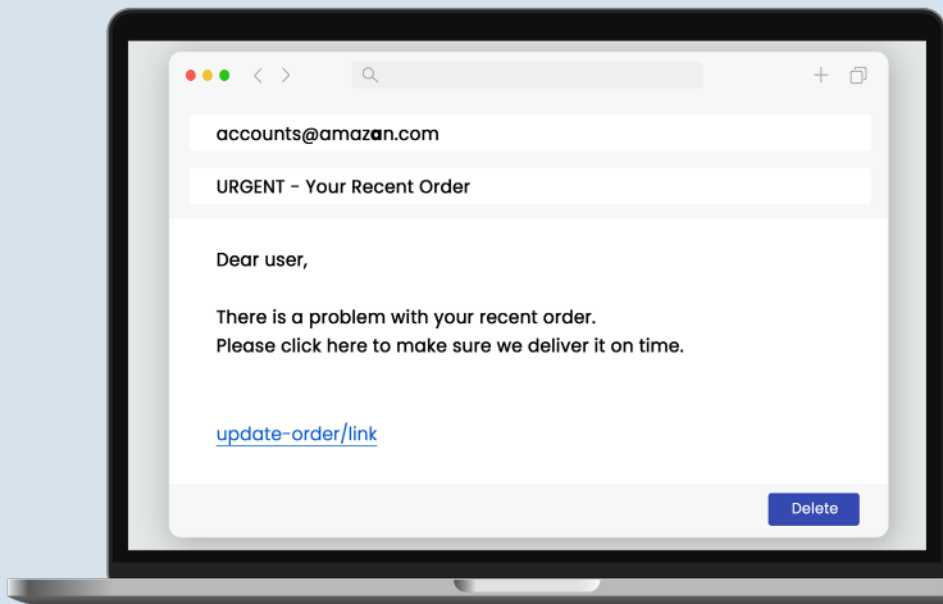 accounts@amazan.com
URGENT - Your Recent Order
Dear user,
There is a problem with your recent order.
Please click here to make sure we deliver it on time.
update-order/link
Delete